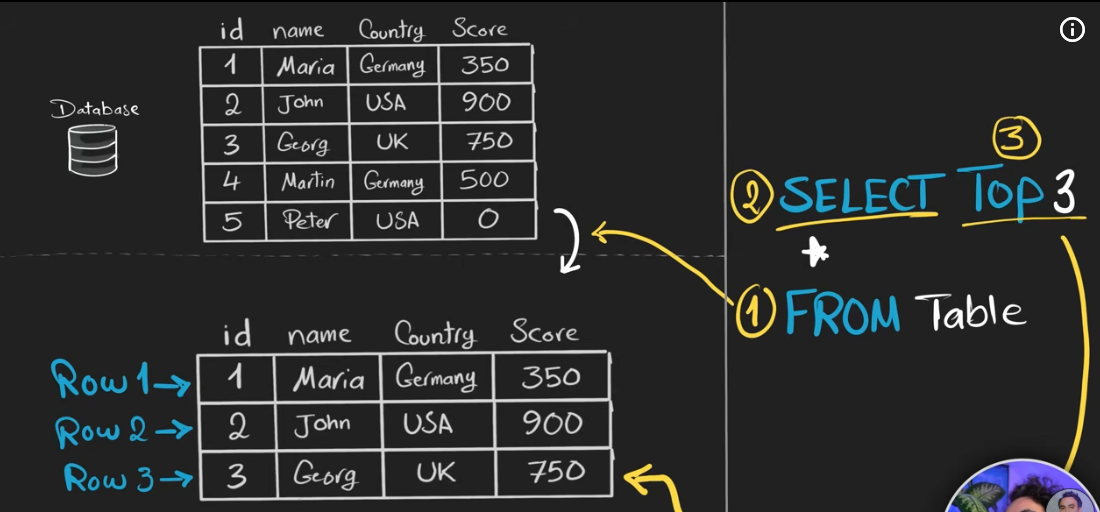 id name Country Score
1 Maria Germany 350
2 John USA 900
3 Georg UK 750
4 Martin Germany 500
5 Peter USA 0
Database
3
2 SELECT Top 3
*
1 FROM Table
id name Country Score
Row 1 → 1 Maria Germany 350
Row 2 → 2 John USA 900
Row 3 → 3 Georg UK 750